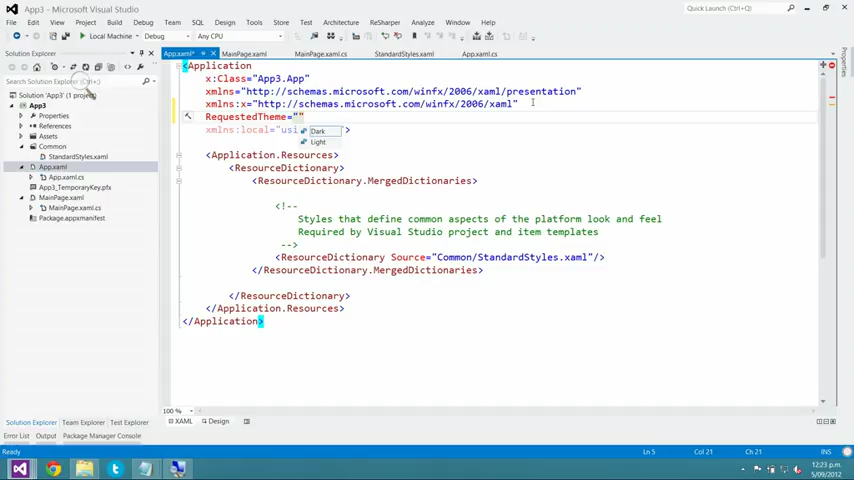 App3 - Microsoft Visual Studio
Quick Launch (Ctrl+Q)
File Edit View Project Build Debug Team SQL Design Tools Test Architecture ReSharper Analyze Window Help
Local Machine Debug Any CPU
Solution Explorer
App.xaml* MainPage.xaml MainPage.xaml.cs StandardStyles.xaml App.xaml.cs
Properties
Search Solution Explorer (Ctrl+;)
Solution 'App3' (1 project)
App3
Properties
References
Assets
Common
StandardStyles.xaml
App.xaml
App.xaml.cs
App3_TemporaryKey.pfx
MainPage.xaml
MainPage.xaml.cs
Package.appxmanifest
<Application
x:Class="App3.App"
xmlns="http://schemas.microsoft.com/winfx/2006/xaml/presentation"
xmlns:x="http://schemas.microsoft.com/winfx/2006/xaml"
RequestedTheme=""
xmlns:local="usi ">
Dark
Light
<Application.Resources>
<ResourceDictionary>
<ResourceDictionary.MergedDictionaries>
<!--
Styles that define common aspects of the platform look and feel
Required by Visual Studio project and item templates
-->
<ResourceDictionary Source="Common/StandardStyles.xaml"/>
</ResourceDictionary.MergedDictionaries>
</ResourceDictionary>
</Application.Resources>
</Application>
100 %
XAML Design
Solution Explorer Team Explorer Test Explorer
Error List Output Package Manager Console
Ready Ln 5 Col 21 Ch 21 INS
12:23 p.m.
5/09/2012